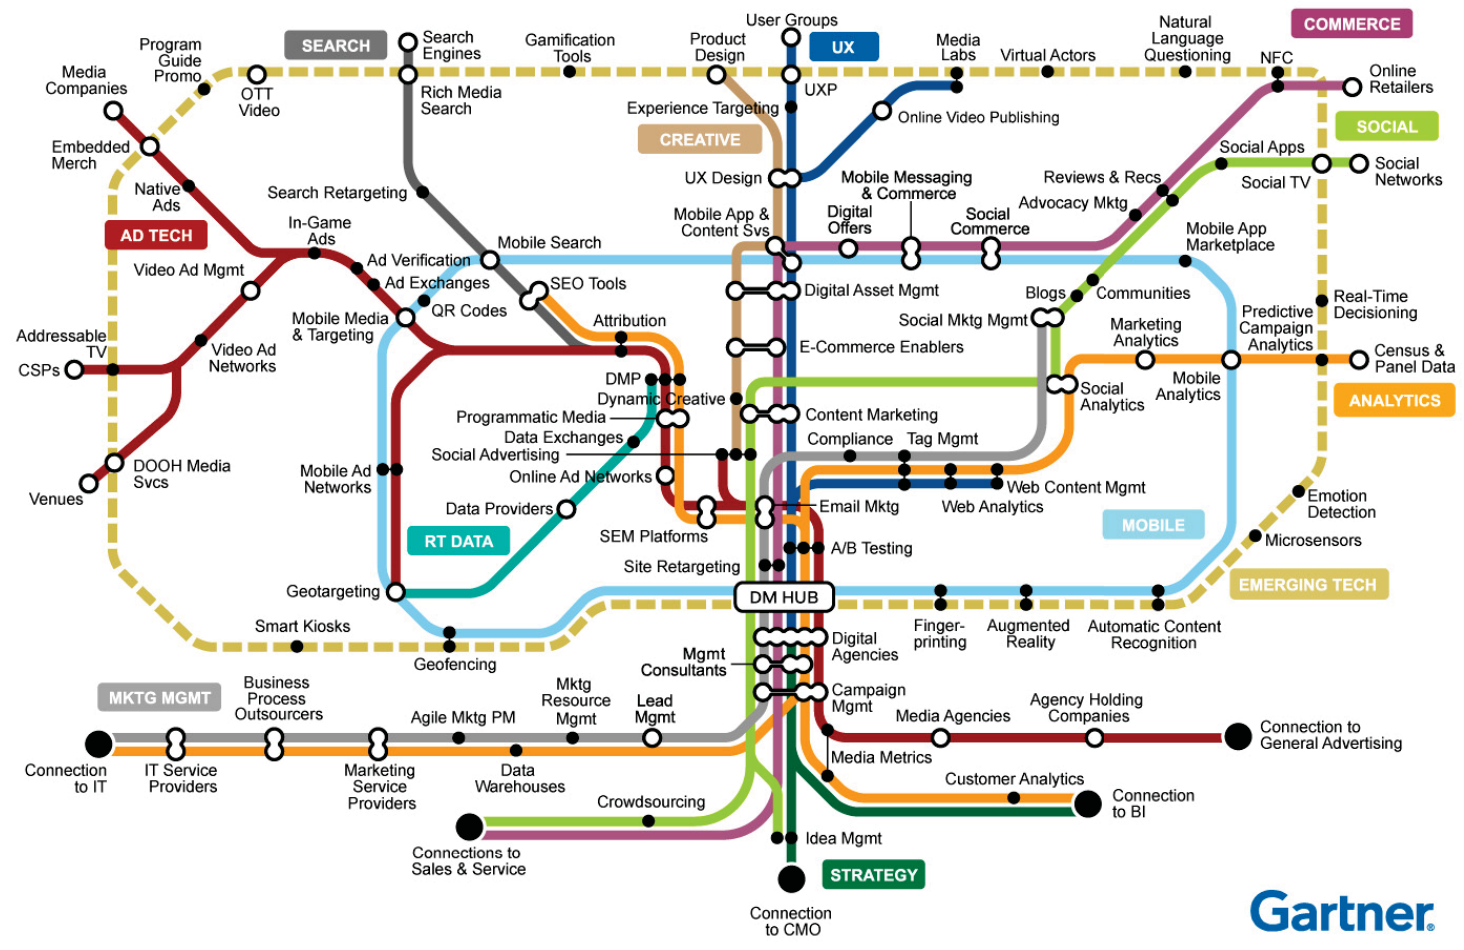 User Groups
COMMERCE
SEARCH
Search
Engines
Gamification
Tools
Product
Design
UX
Media
Labs
Virtual Actors
Natural
Language
Questioning
NFC
Online
Retailers
Program
Guide
Promo
Media
Companies
OTT
Video
Rich Media
Search
UXP
Experience Targeting
Online Video Publishing
SOCIAL
CREATIVE
Embedded
Merch
Social Apps
Social TV
Social
Networks
Native
Ads
Search Retargeting
UX Design
Mobile Messaging
& Commerce
Reviews & Recs
Advocacy Mktg
Mobile App &
Content Svs
Digital
Offers
Social
Commerce
AD TECH
In-Game
Ads
Mobile Search
Mobile App
Marketplace
Video Ad Mgmt
Ad Verification
Ad Exchanges
SEO Tools
Digital Asset Mgmt
Blogs
Communities
Real-Time
Decisioning
QR Codes
Mobile Media
& Targeting
Attribution
Social Mktg Mgmt
Marketing
Analytics
Predictive
Campaign
Analytics
Addressable
TV
CSPs
Video Ad
Networks
E-Commerce Enablers
Census &
Panel Data
DMP
Dynamic Creative
Social
Analytics
Mobile
Analytics
ANALYTICS
Programmatic Media
Content Marketing
Data Exchanges
Social Advertising
Compliance
Tag Mgmt
DOOH Media
Svcs
Venues
Mobile Ad
Networks
Online Ad Networks
Web Content Mgmt
Web Analytics
Emotion
Detection
Data Providers
Email Mktg
MOBILE
RT DATA
SEM Platforms
A/B Testing
Microsensors
Site Retargeting
EMERGING TECH
Geotargeting
DM HUB
Smart Kiosks
Geofencing
Finger-
printing
Augmented
Reality
Automatic Content
Recognition
Digital
Agencies
Mgmt
Consultants
MKTG MGMT
Business
Process
Outsourcers
Agile Mktg PM
Mktg
Resource
Mgmt
Lead
Mgmt
Campaign
Mgmt
Media Agencies
Agency Holding
Companies
Connection to
General Advertising
Connection
to IT
IT Service
Providers
Marketing
Service
Providers
Data
Warehouses
Media Metrics
Customer Analytics
Connection
to BI
Crowdsourcing
Idea Mgmt
Connections to
Sales & Service
STRATEGY
Connection
to CMO
Gartner®